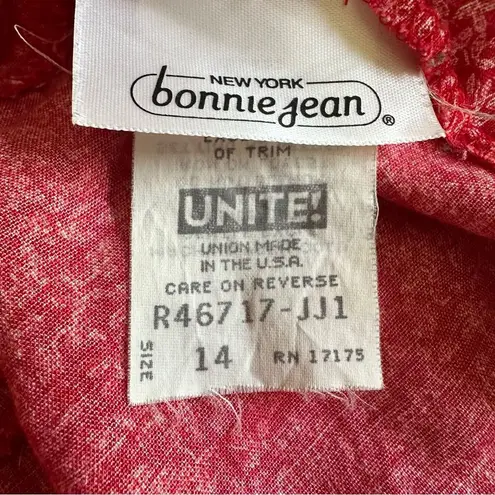 NEW YORK
bonnie jean ®
OF TRIM
UNITE!
UNION MADE
IN THE U.S.A.
CARE ON REVERSE
R46717-JJ1
SIZE 14 RN 17175